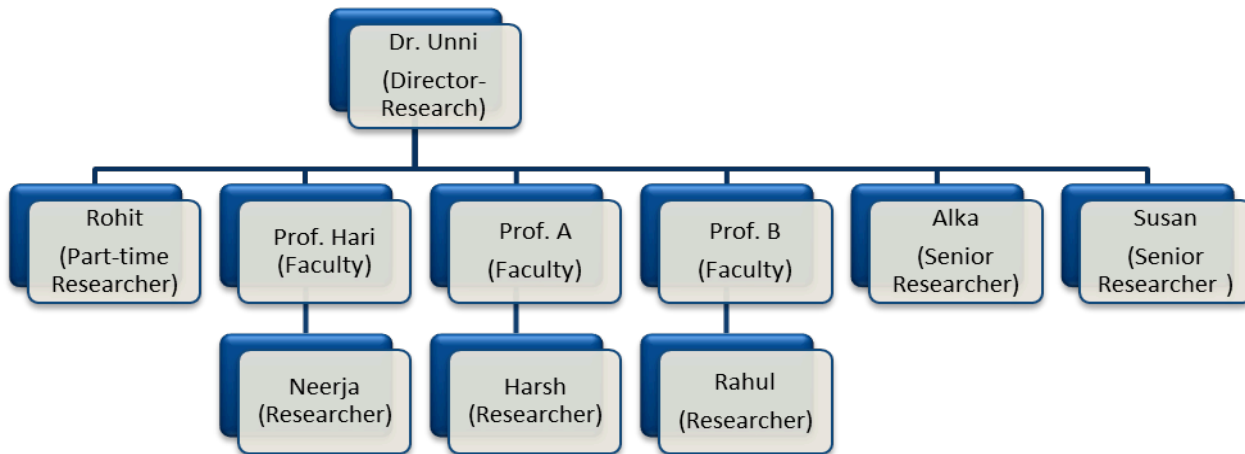 Dr. Unni
(Director-
Research)
Rohit
(Part-time
Researcher)
Prof. Hari
(Faculty)
Prof. A
(Faculty)
Prof. B
(Faculty)
Alka
(Senior
Researcher)
Susan
(Senior
Researcher )
Neerja
(Researcher)
Harsh
(Researcher)
Rahul
(Researcher)